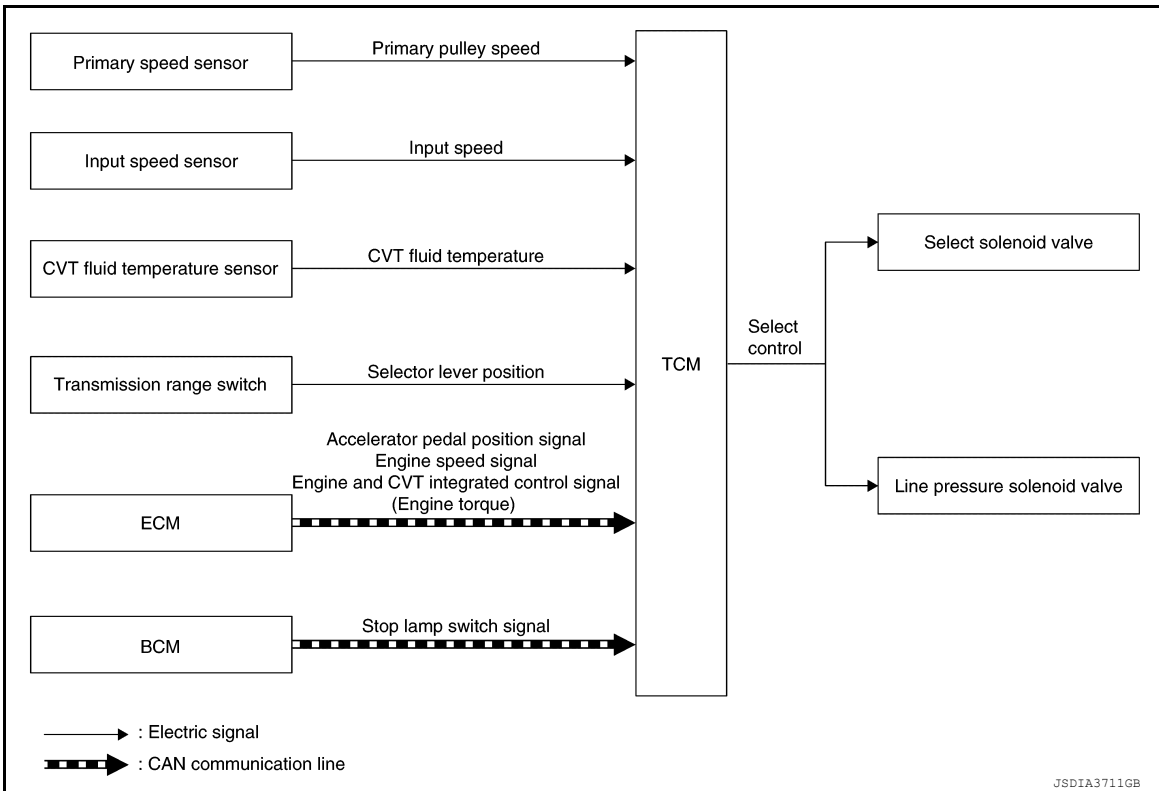 Primary speed sensor
Primary pulley speed
Input speed sensor
Input speed
CVT fluid temperature sensor
CVT fluid temperature
Transmission range switch
Selector lever position
ECM
Accelerator pedal position signal
Engine speed signal
Engine and CVT integrated control signal
(Engine torque)
BCM
Stop lamp switch signal
TCM
Select
control
Select solenoid valve
Line pressure solenoid valve
: Electric signal
: CAN communication line
JSDIA3711GB